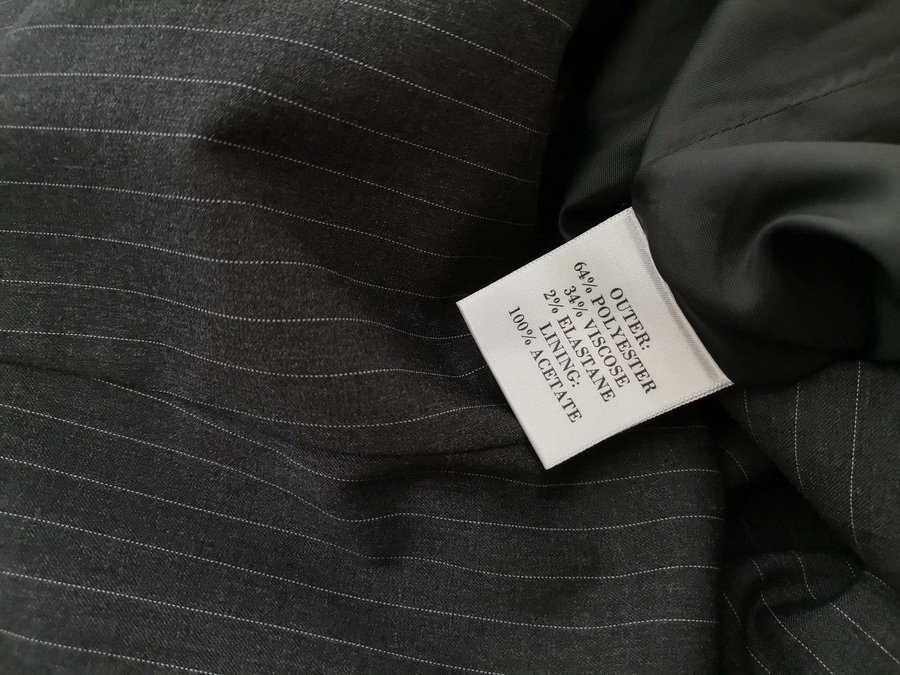 OUTER:
64% POLYESTER
34% VISCOSE
2% ELASTANE
LINING:
100% ACETATE